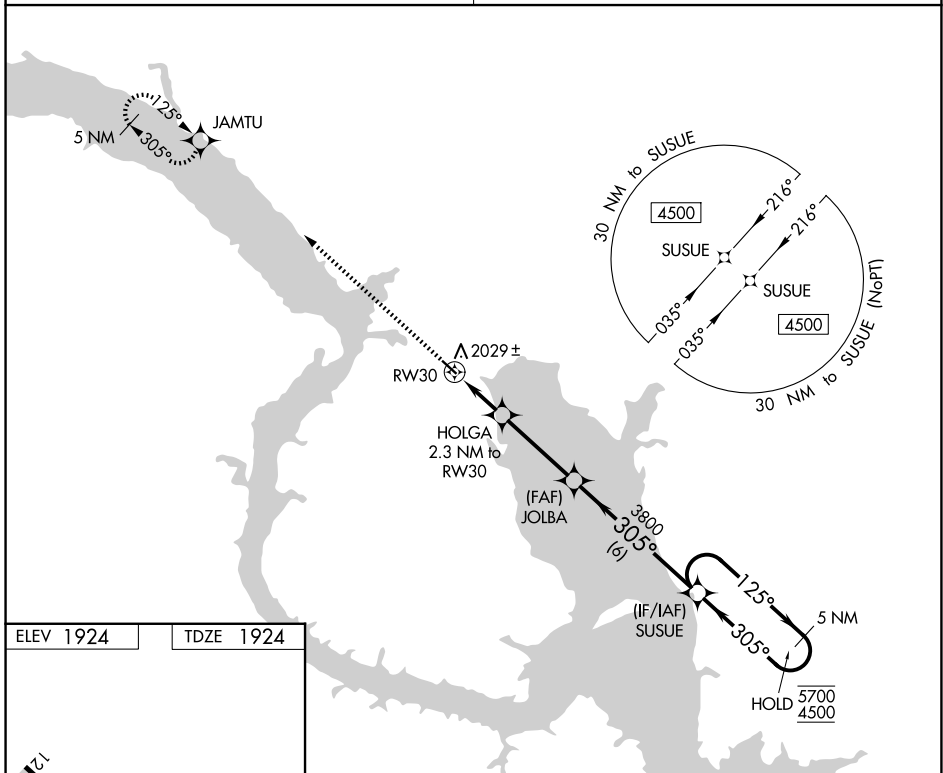 125°
JAMTU
5 NM
305°
30 NM to SUSUE
4500
216°
216°
SUSUE
SUSUE
035°
4500
035°
30 NM to SUSUE (NoPT)
2029±
RW30
HOLGA
2.3 NM to
RW30
(FAF)
JOLBA
3800
305°
(6)
125°
(IF/IAF)
SUSUE
305°
5 NM
HOLD 5700
4500
ELEV 1924
TDZE 1924
12